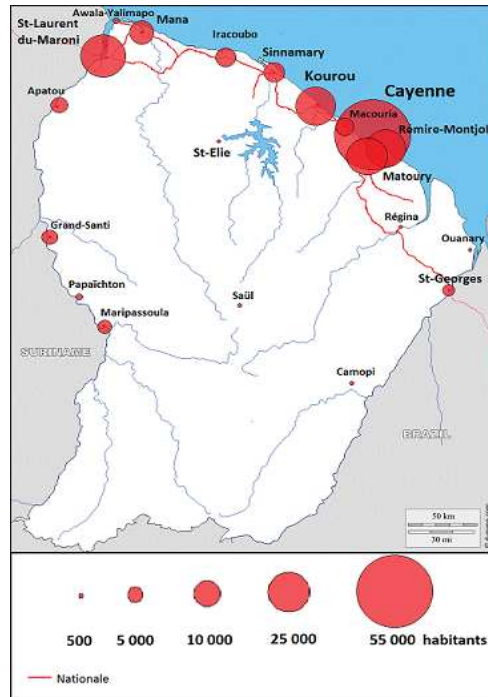 Awala-Yalimapo
Mana
St-Laurent
du-Maroni
Iracoubo
Sinnamary
Kourou
Cayenne
Apatou
Macouria
Rémire-Montjol
St-Elie
Matoury
Régina
Grand-Santi
Ouanary
St-Georges
Papaïchton
Saül
Maripassoula
SURINAME
Camopi
BRAZIL
50 km
30 mi
500
5 000
10 000
25 000
55 000 habitants
Nationale